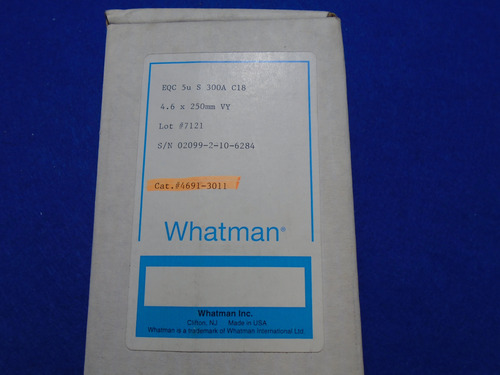 EQC 5u S 300A C18
4.6 x 250mm VY
Lot #7121
S/N 02099-2-10-6284
Cat.#4691-3011
Whatman®
Whatman Inc.
Clifton, NJ Made in USA
Whatman is a trademark of Whatman International Ltd.